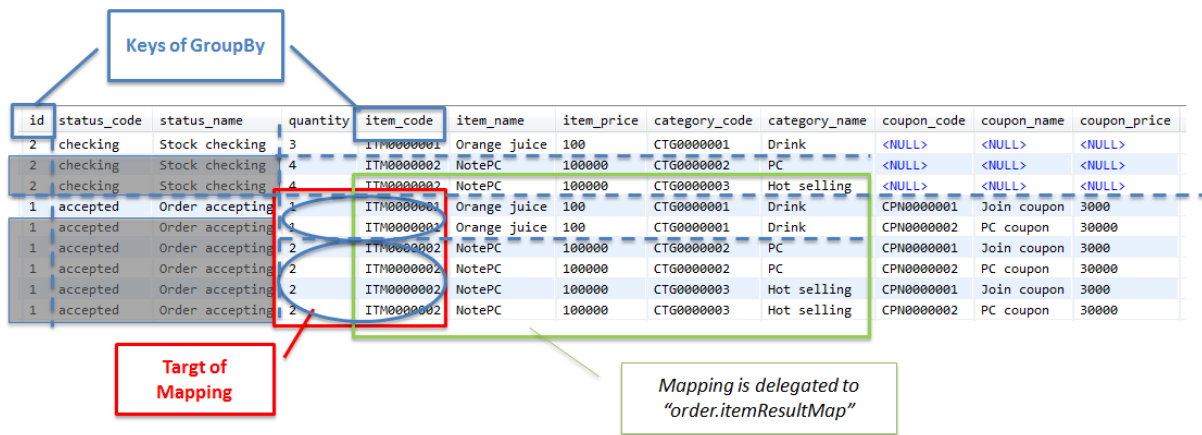 Keys of GroupBy
id status_code status_name quantity item_code item_name item_price category_code category_name coupon_code coupon_name coupon_price
2 checking Stock checking 3 ITM0000001 Orange juice 100 CTG0000001 Drink <NULL> <NULL> <NULL>
2 checking Stock checking 4 ITM0000002 NotePC 100000 CTG0000002 PC <NULL> <NULL> <NULL>
2 checking Stock checking 4 ITM0000002 NotePC 100000 CTG0000003 Hot selling <NULL> <NULL> <NULL>
1 accepted Order accepting 1 ITM0000001 Orange juice 100 CTG0000001 Drink CPN0000001 Join coupon 3000
1 accepted Order accepting 1 ITM0000001 Orange juice 100 CTG0000001 Drink CPN0000002 PC coupon 30000
1 accepted Order accepting 2 ITM0000002 NotePC 100000 CTG0000002 PC CPN0000001 Join coupon 3000
1 accepted Order accepting 2 ITM0000002 NotePC 100000 CTG0000002 PC CPN0000002 PC coupon 30000
1 accepted Order accepting 2 ITM0000002 NotePC 100000 CTG0000003 Hot selling CPN0000001 Join coupon 3000
1 accepted Order accepting 2 ITM0000002 NotePC 100000 CTG0000003 Hot selling CPN0000002 PC coupon 30000
Targt of
Mapping
Mapping is delegated to
“order.itemResultMap”